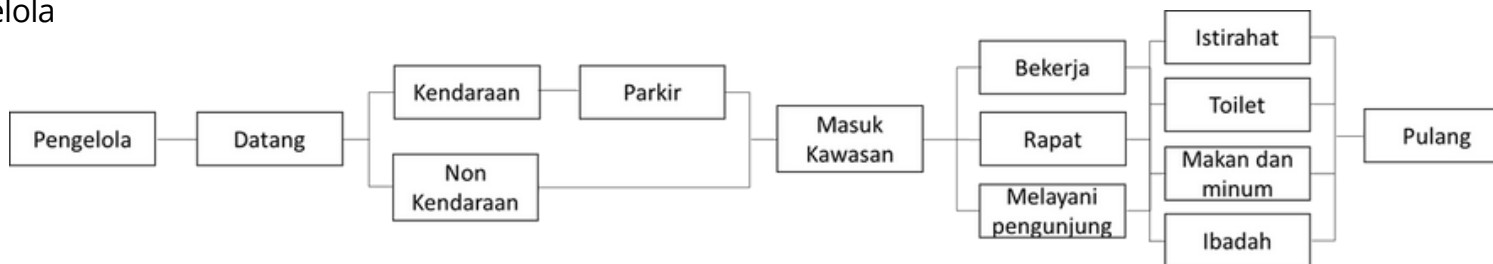 elola
Pengelola
Datang
Kendaraan
Parkir
Non
Kendaraan
Masuk
Kawasan
Bekerja
Rapat
Melayani
pengunjung
Istirahat
Toilet
Makan dan
minum
Ibadah
Pulang